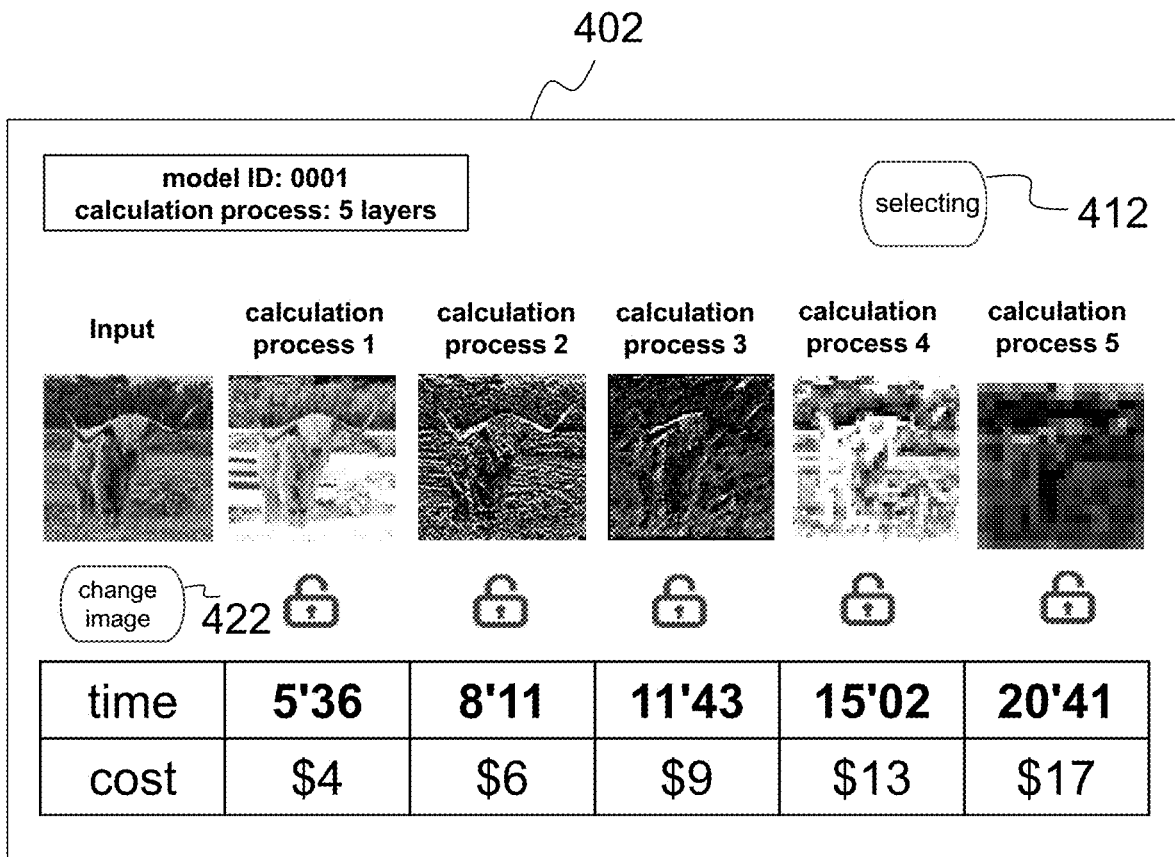 402
model ID: 0001
calculation process: 5 layers
selecting
412
Input
calculation process 1
calculation process 2
calculation process 3
calculation process 4
calculation process 5
change
image
422
time 5'36 8'11 11'43 15'02 20'41
cost $4 $6 $9 $13 $17